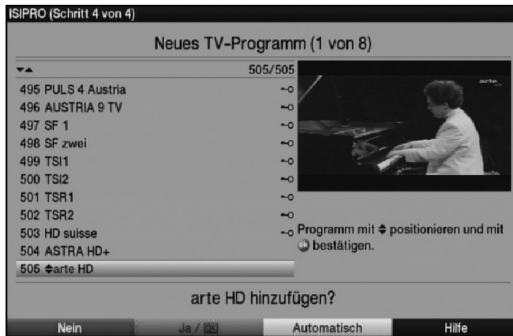 ISIPRO (Schritt 4 von 4)
Neues TV-Programm (1 von 8)
505/505
495 PULS 4 Austria
496 AUSTRIA 9 TV
497 SF 1
498 SF zwei
499 TSI1
500 TSI2
501 TSR1
502 TSR2
503 HD suisse
504 ASTRA HD+
505 arte HD
Programm mit positionieren und mit
bestätigen.
arte HD hinzufügen?
Nein
Ja / OK
Automatisch
Hilfe